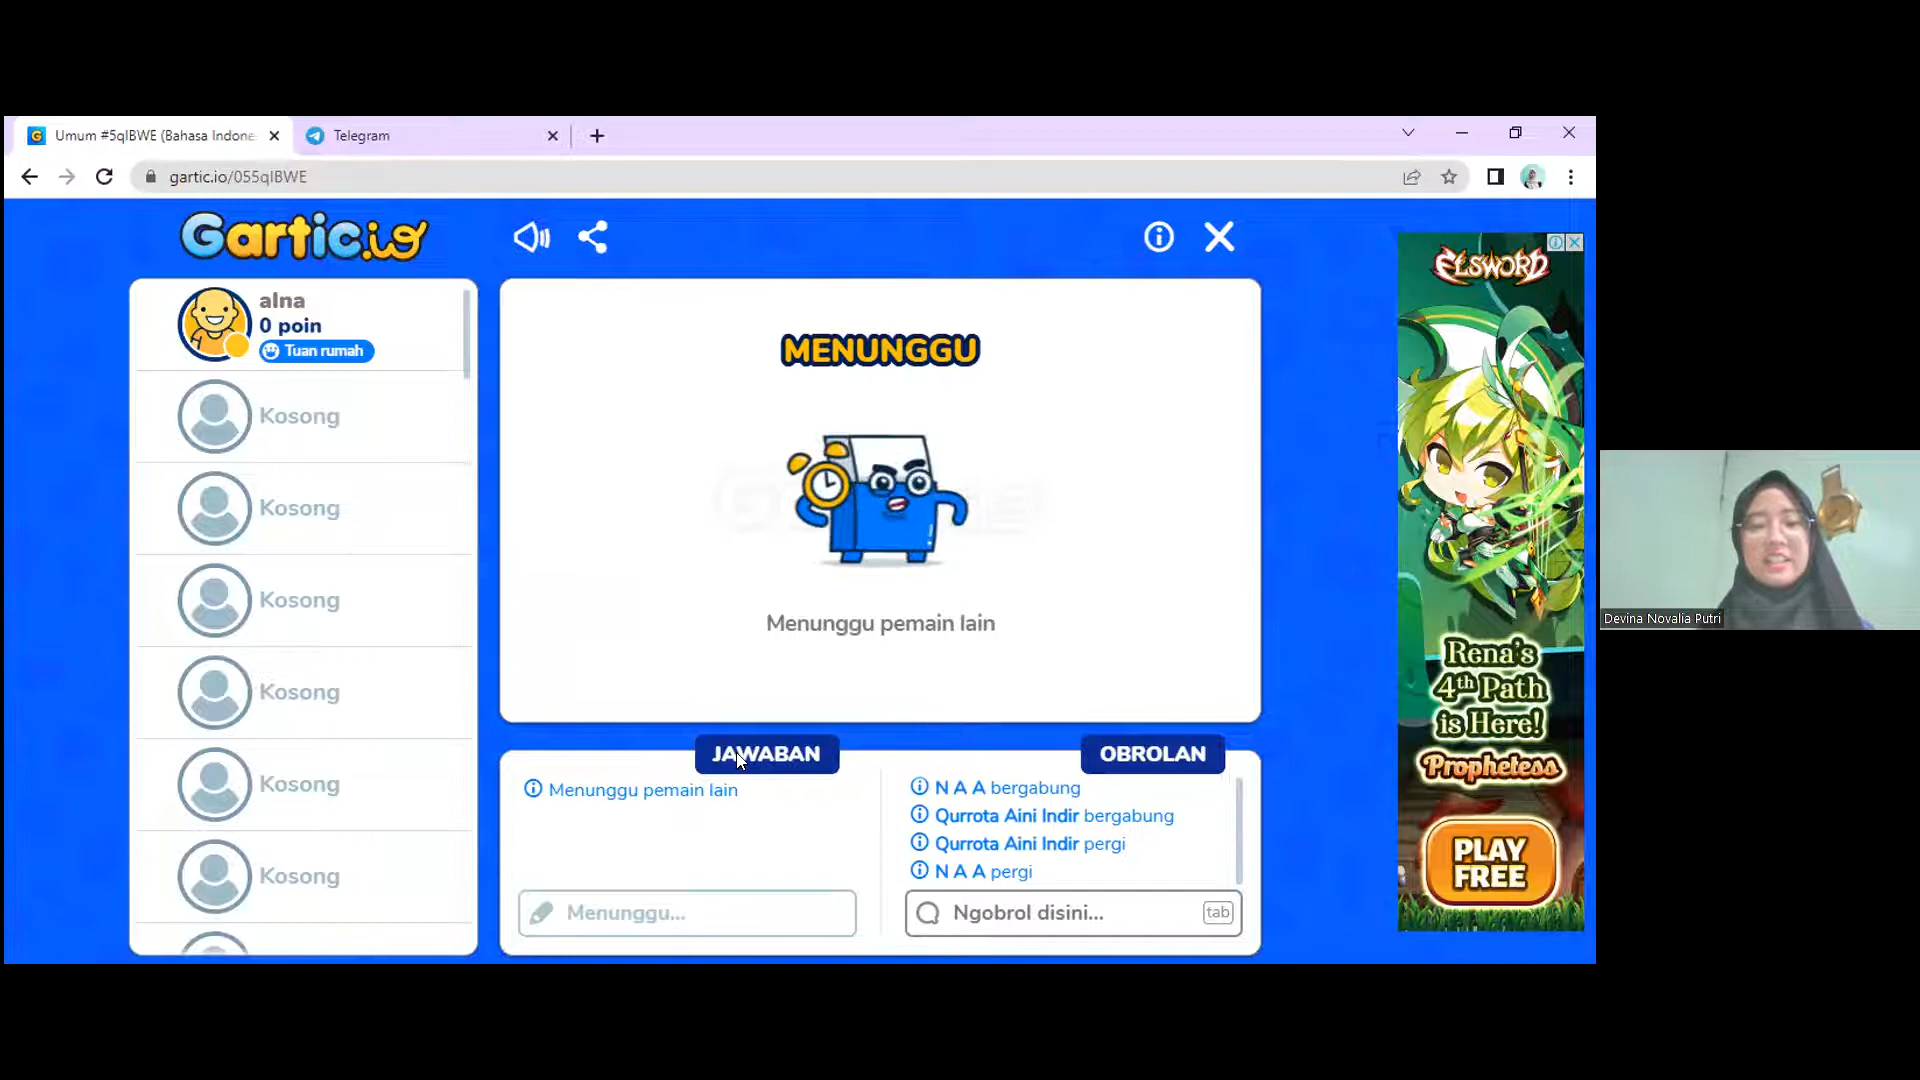 Umum #5qlBWE (Bahasa Indone
Telegram
gartic.io/055qlBWE
Gartic.io
alna
0 poin
Tuan rumah
Kosong
Kosong
Kosong
Kosong
Kosong
Kosong
MENUNGGU
Menunggu pemain lain
JAWABAN
Menunggu pemain lain
Menunggu...
OBROLAN
N A A bergabung
Qurrota Aini Indir bergabung
Qurrota Aini Indir pergi
N A A pergi
Ngobrol disini...
tab
ELSWORD
Rena's
4th Path
is Here!
Prophetess
PLAY
FREE
Devina Novalia Putri